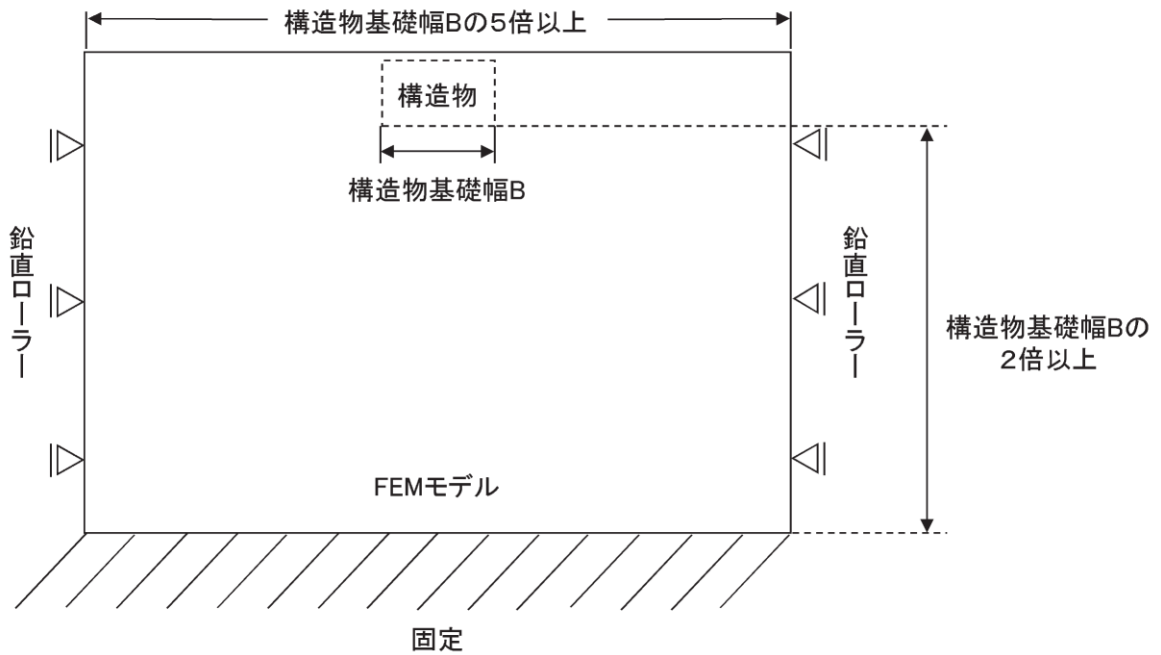 構造物基礎幅Bの5倍以上
構造物
構造物基礎幅B
鉛直ローラー
鉛直ローラー
構造物基礎幅Bの
2倍以上
FEMモデル
固定